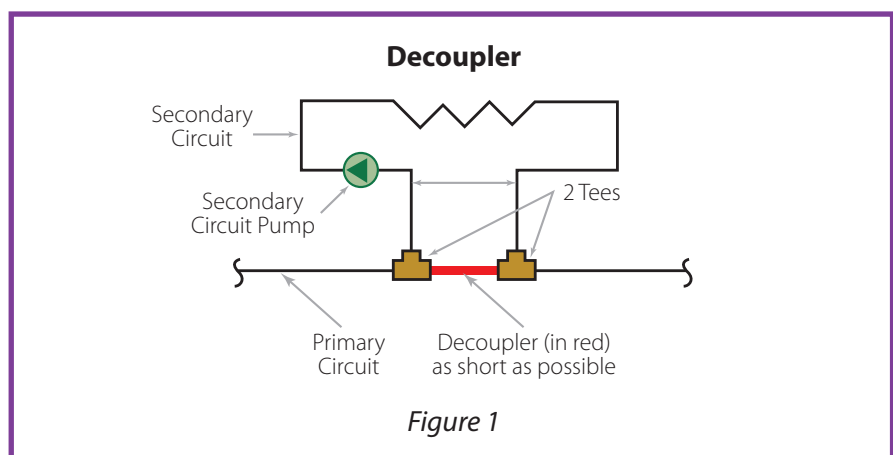 Decoupler
Secondary
Circuit
Secondary
Circuit Pump
2 Tees
Primary
Circuit
Decoupler (in red)
as short as possible
Figure 1